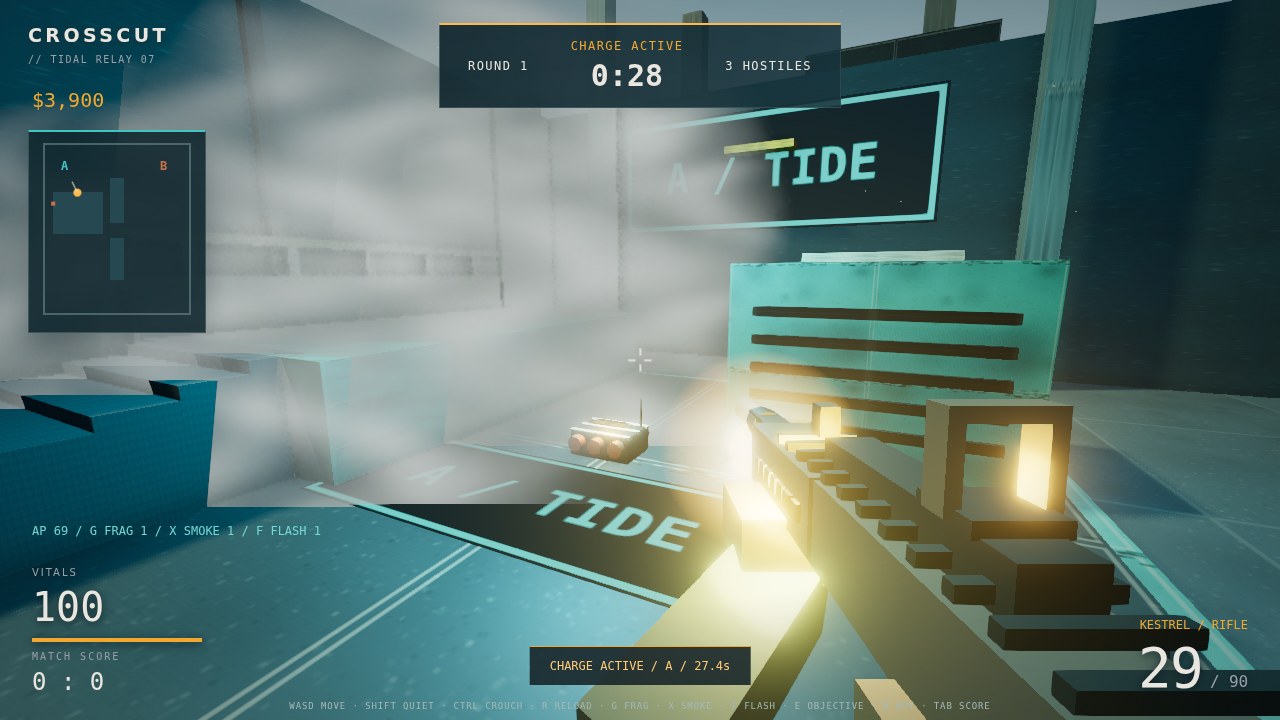 CROSSCUT
// TIDAL RELAY 07
$3,900
A B
CHARGE ACTIVE
ROUND 1 0:28 3 HOSTILES
A / TIDE
A / TIDE
AP 69 / G FRAG 1 / X SMOKE 1 / F FLASH 1
VITALS
100
MATCH SCORE
0 : 0
CHARGE ACTIVE / A / 27.4s
KESTREL / RIFLE
29 / 90
WASD MOVE · SHIFT QUIET · CTRL CROUCH · R RELOAD · G FRAG · X SMOKE · FLASH · E OBJECTIVE · TAB SCORE